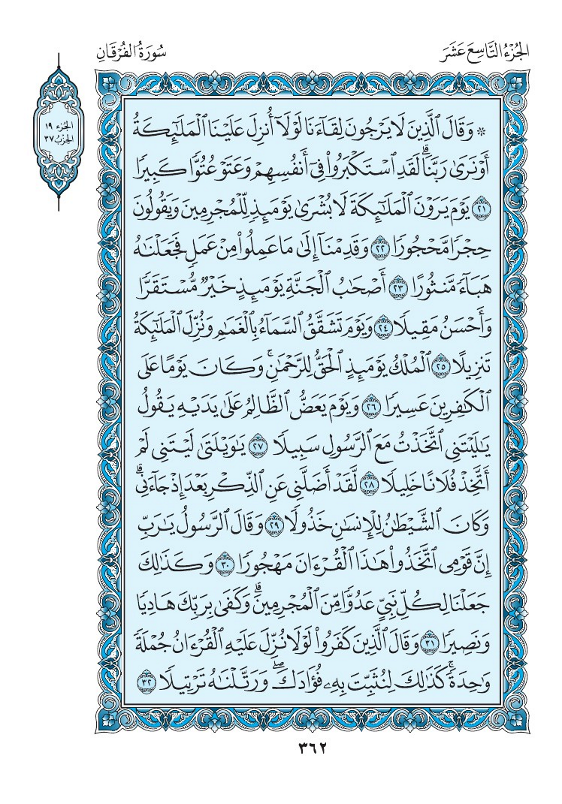 الجُزْءُ التَّاسِعَ عَشَرَ
سُورَةُ الفُرْقَانِ
الجزء ١٩
الحزب ٣٧
۞ وَقَالَ ٱلَّذِينَ لَا يَرْجُونَ لِقَآءَنَا لَوْلَآ أُنزِلَ عَلَيْنَا ٱلْمَلَٰٓئِكَةُ
أَوْ نَرَىٰ رَبَّنَاۗ لَقَدِ ٱسْتَكْبَرُوا۟ فِىٓ أَنفُسِهِمْ وَعَتَوْ عُتُوًّا كَبِيرًا
٢١ يَوْمَ يَرَوْنَ ٱلْمَلَٰٓئِكَةَ لَا بُشْرَىٰ يَوْمَئِذٍ لِّلْمُجْرِمِينَ وَيَقُولُونَ
حِجْرًا مَّحْجُورًا ٢٢ وَقَدِمْنَآ إِلَىٰ مَا عَمِلُوا۟ مِنْ عَمَلٍ فَجَعَلْنَٰهُ
هَبَآءً مَّنثُورًا ٢٣ أَصْحَٰبُ ٱلْجَنَّةِ يَوْمَئِذٍ خَيْرٌ مُّسْتَقَرًّا
وَأَحْسَنُ مَقِيلًا ٢٤ وَيَوْمَ تَشَقَّقُ ٱلسَّمَآءُ بِٱلْغَمَٰمِ وَنُزِّلَ ٱلْمَلَٰٓئِكَةُ
تَنزِيلًا ٢٥ ٱلْمُلْكُ يَوْمَئِذٍ ٱلْحَقُّ لِلرَّحْمَٰنِۚ وَكَانَ يَوْمًا عَلَى
ٱلْكَٰفِرِينَ عَسِيرًا ٢٦ وَيَوْمَ يَعَضُّ ٱلظَّالِمُ عَلَىٰ يَدَيْهِ يَقُولُ
يَٰلَيْتَنِى ٱتَّخَذْتُ مَعَ ٱلرَّسُولِ سَبِيلًا ٢٧ يَٰوَيْلَتَىٰ لَيْتَنِى لَمْ
أَتَّخِذْ فُلَانًا خَلِيلًا ٢٨ لَّقَدْ أَضَلَّنِى عَنِ ٱلذِّكْرِ بَعْدَ إِذْ جَآءَنِىۗ
وَكَانَ ٱلشَّيْطَٰنُ لِلْإِنسَٰنِ خَذُولًا ٢٩ وَقَالَ ٱلرَّسُولُ يَٰرَبِّ
إِنَّ قَوْمِى ٱتَّخَذُوا۟ هَٰذَا ٱلْقُرْءَانَ مَهْجُورًا ٣٠ وَكَذَٰلِكَ
جَعَلْنَا لِكُلِّ نَبِىٍّ عَدُوًّا مِّنَ ٱلْمُجْرِمِينَۗ وَكَفَىٰ بِرَبِّكَ هَادِيًا
وَنَصِيرًا ٣١ وَقَالَ ٱلَّذِينَ كَفَرُوا۟ لَوْلَا نُزِّلَ عَلَيْهِ ٱلْقُرْءَانُ جُمْلَةً
وَٰحِدَةًۚ كَذَٰلِكَ لِنُثَبِّتَ بِهِۦ فُؤَادَكَۖ وَرَتَّلْنَٰهُ تَرْتِيلًا ٣٢
٣٦٢